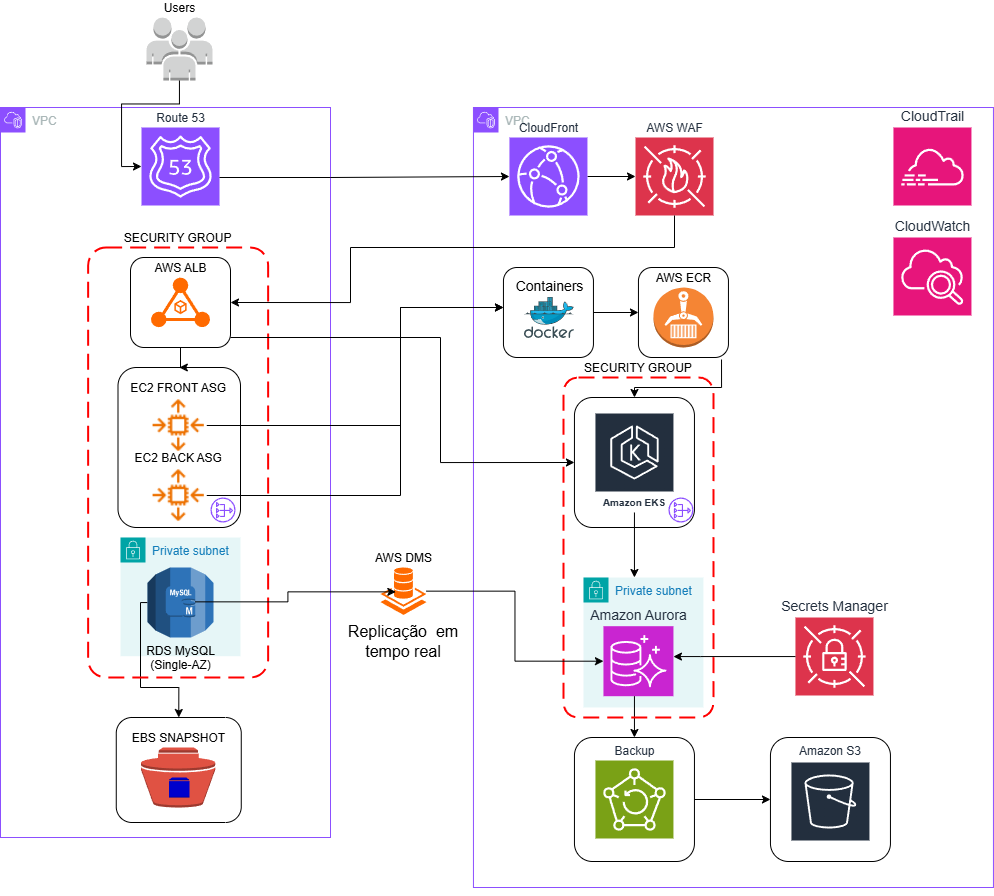 Users
VPC
Route 53
53
VPC
CloudFront
AWS WAF
CloudTrail
CloudWatch
SECURITY GROUP
AWS ALB
EC2 FRONT ASG
EC2 BACK ASG
Private subnet
MySQL
M
RDS MySQL
(Single-AZ)
EBS SNAPSHOT
AWS DMS
Replicação em
tempo real
Containers
docker
AWS ECR
SECURITY GROUP
K
Amazon EKS
Private subnet
Amazon Aurora
Secrets Manager
Backup
Amazon S3